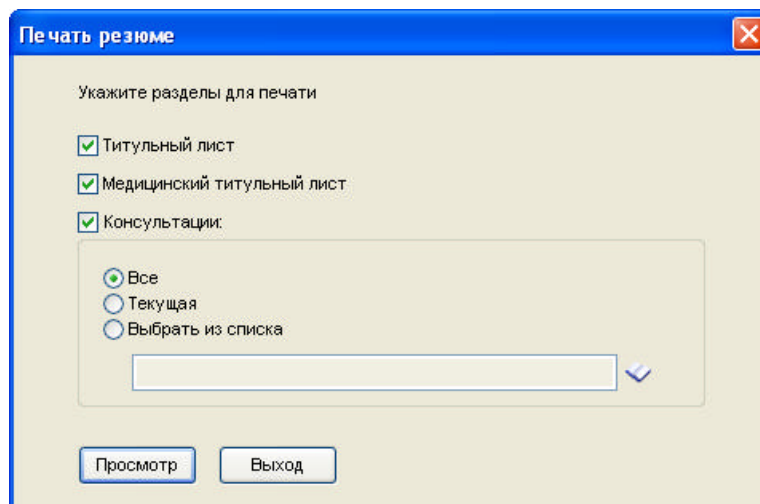 Печать резюме
Укажите разделы для печати
Титульный лист
Медицинский титульный лист
Консультации:
Все
Текущая
Выбрать из списка
Просмотр Выход